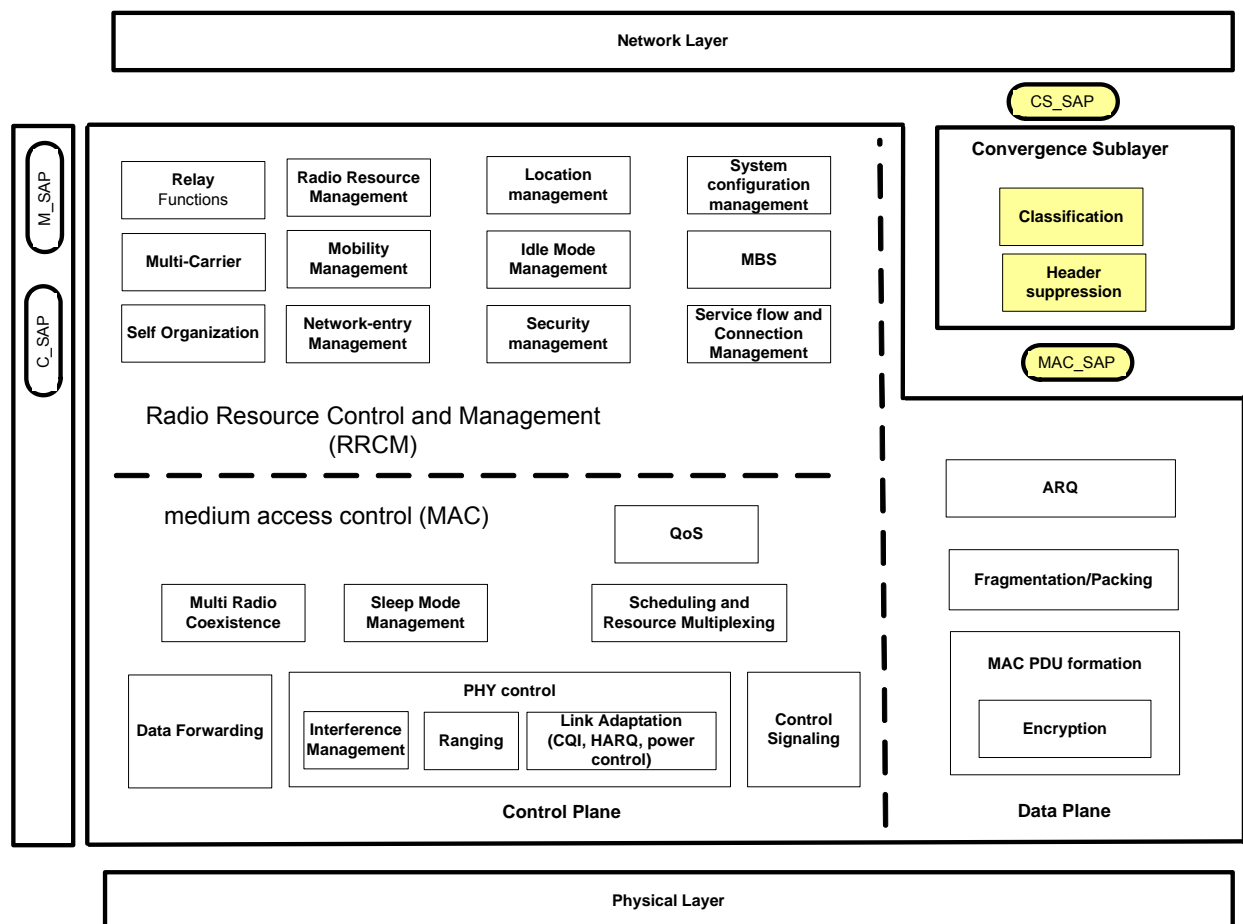 Network Layer
CS_SAP
M_SAP
C_SAP
Relay
Functions
Radio Resource
Management
Location
management
System
configuration
management
Multi-Carrier
Mobility
Management
Idle Mode
Management
MBS
Self Organization
Network-entry
Management
Security
management
Service flow and
Connection
Management
Radio Resource Control and Management
(RRCM)
Convergence Sublayer
Classification
Header
suppression
MAC_SAP
medium access control (MAC)
QoS
Multi Radio
Coexistence
Sleep Mode
Management
Scheduling and
Resource Multiplexing
Data Forwarding
PHY control
Interference
Management
Ranging
Link Adaptation
(CQI, HARQ, power
control)
Control
Signaling
Control Plane
ARQ
Fragmentation/Packing
MAC PDU formation
Encryption
Data Plane
Physical Layer